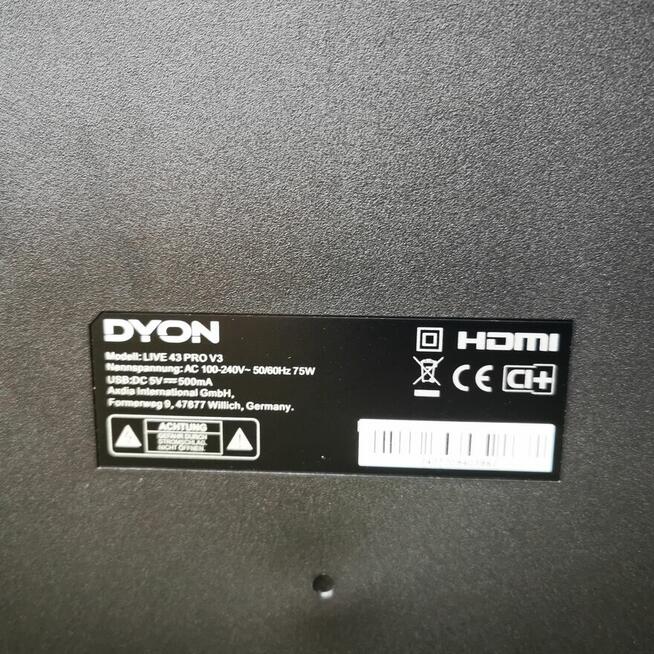 DYON
Modell: LIVE 43 PRO V3
Nennspannung: AC 100-240V~ 50/60Hz 75W
USB:DC 5V⎓500mA
Axdia International GmbH,
Formerweg 9, 47877 Willich, Germany.
ACHTUNG
GEFAHR DURCH
STROMSCHLAG.
NICHT ÖFFNEN.
HDMI
CE CI+